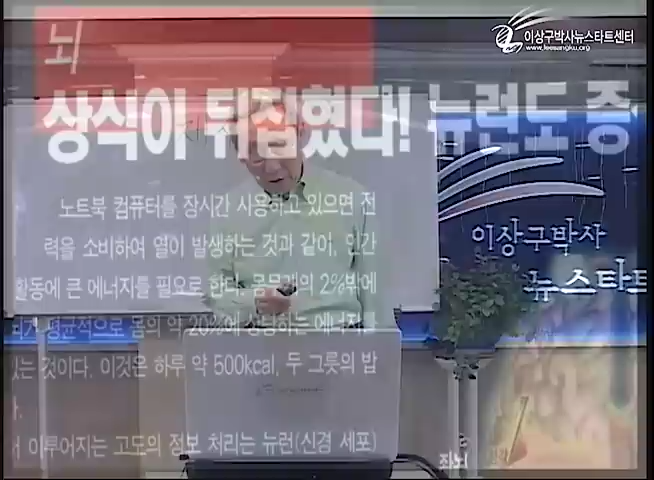 이상구박사뉴스타트센터
www.leesangku.org
뇌
상식이 뒤집혔다! 뉴런도 증
노트북 컴퓨터를 장시간 사용하고 있으면 전
력을 소비하여 열이 발생하는 것과 같이, 인간
활동에 큰 에너지를 필요로 한다. 몸무게의 2%밖에
평균적으로 몸의 약 20%에 상당하는 에너지를
있는 것이다. 이것은 하루 약 500kcal, 두 그릇의 밥
이루어지는 고도의 정보 처리는 뉴런(신경 세포)
이상구박사
뉴스타트
좌뇌